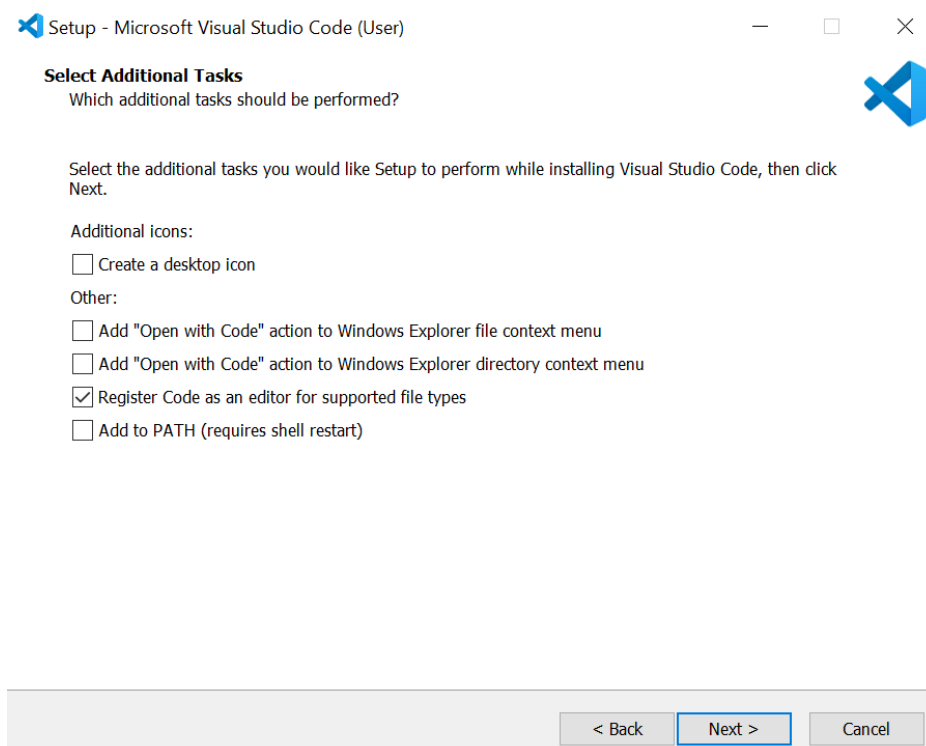 Setup - Microsoft Visual Studio Code (User)
Select Additional Tasks
Which additional tasks should be performed?
Select the additional tasks you would like Setup to perform while installing Visual Studio Code, then click
Next.
Additional icons:
Create a desktop icon
Other:
Add "Open with Code" action to Windows Explorer file context menu
Add "Open with Code" action to Windows Explorer directory context menu
Register Code as an editor for supported file types
Add to PATH (requires shell restart)
< Back Next > Cancel